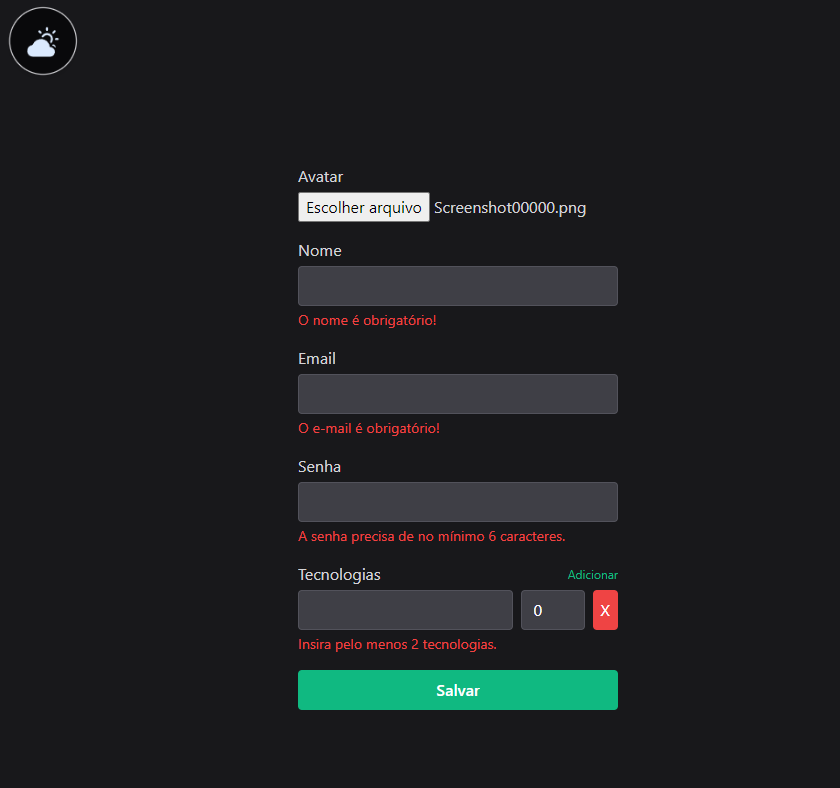 Avatar
Escolher arquivo Screenshot00000.png
Nome
O nome é obrigatório!
Email
O e-mail é obrigatório!
Senha
A senha precisa de no mínimo 6 caracteres.
Tecnologias Adicionar
0 X
Insira pelo menos 2 tecnologias.
Salvar